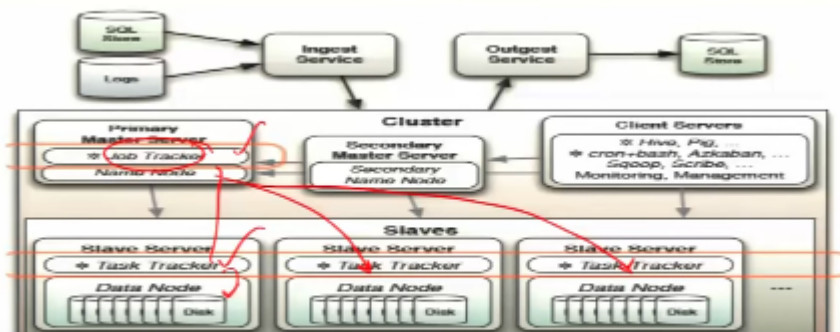 SQL
Store
Logs
Ingest
Service
Outgest
Service
SQL
Store
Cluster
Primary
Master Server
* Job Tracker
Name Node
Secondary
Master Server
Secondary
Name Node
Client Servers
* Hive, Pig, ...
* cron+bash, Azkaban, ...
Sqoop, Scribe, ...
Monitoring, Management
Slaves
Slave Server
* Task Tracker
Data Node
Disk
Slave Server
* Task Tracker
Data Node
Disk
Slave Server
* Task Tracker
Data Node
Disk
...